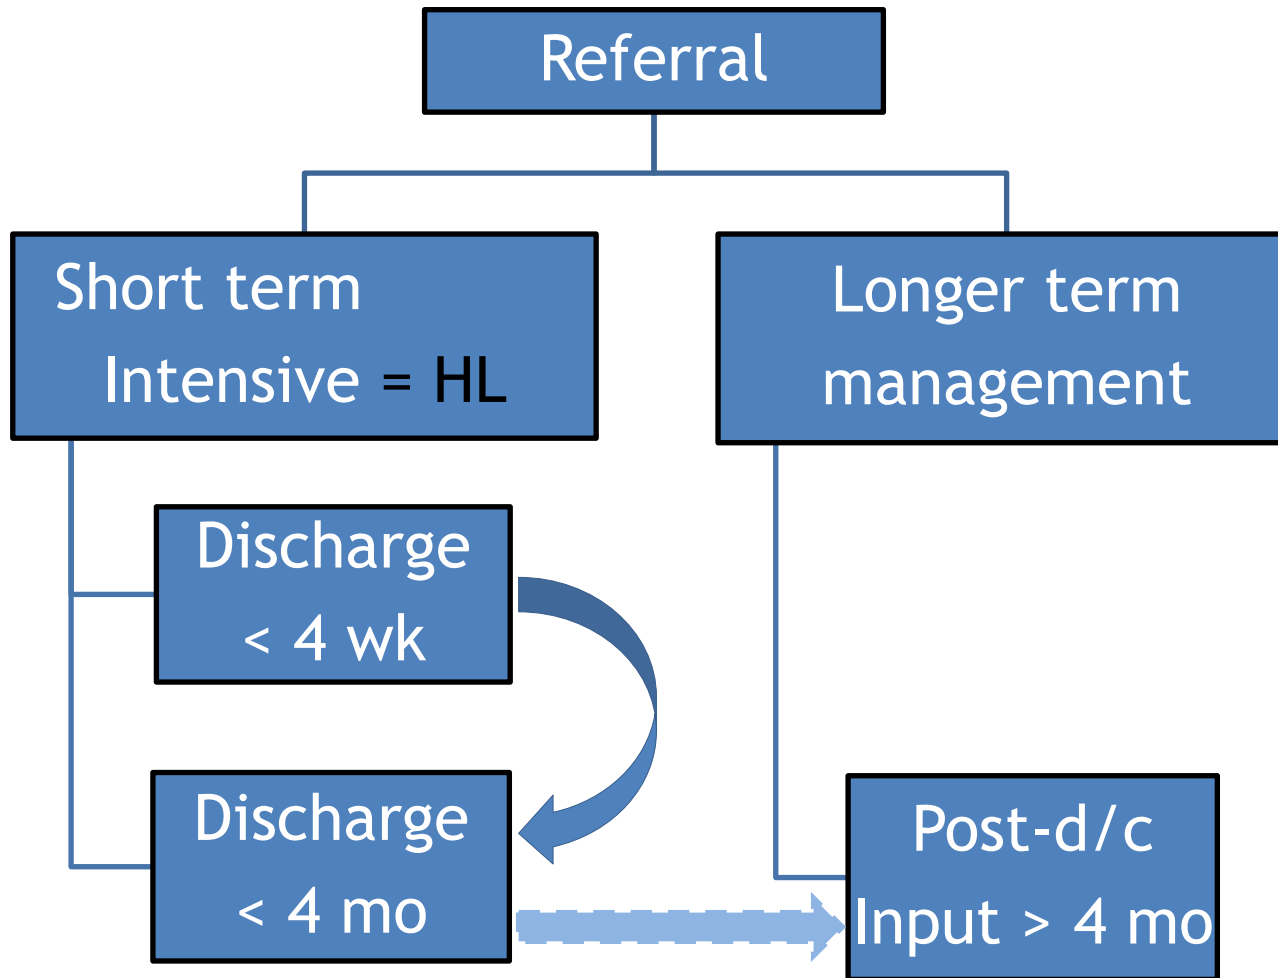 Referral
Short term
Intensive = HL
Longer term
management
Discharge
< 4 wk
Discharge
< 4 mo
Post-d/c
Input > 4 mo